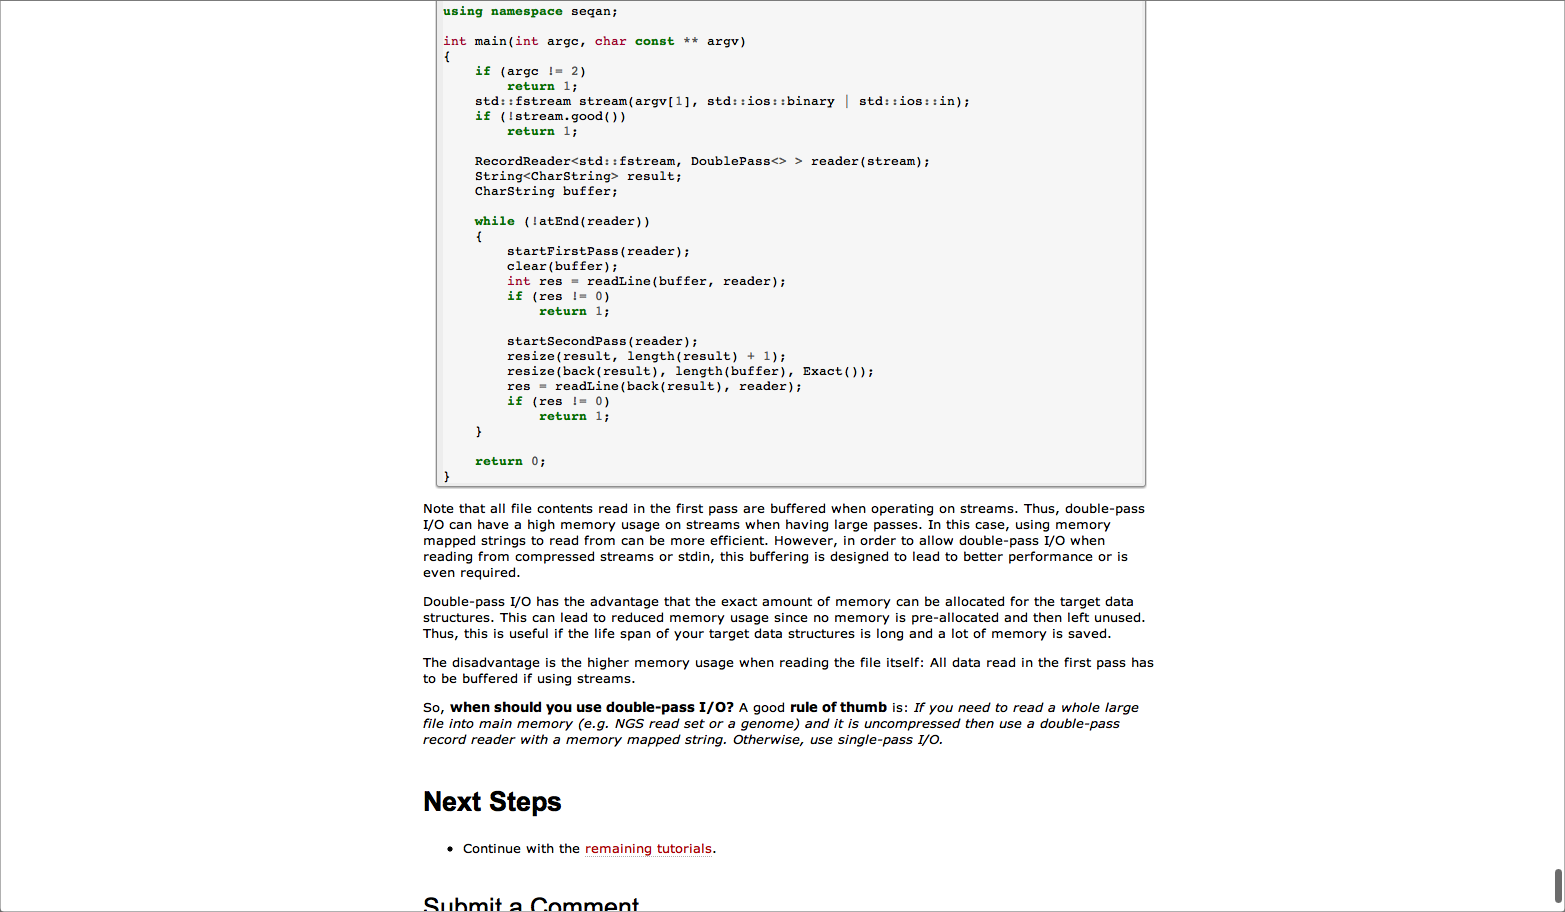 using namespace seqan;
int main(int argc, char const ** argv)
{
if (argc != 2)
return 1;
std::fstream stream(argv[1], std::ios::binary | std::ios::in);
if (!stream.good())
return 1;
RecordReader<std::fstream, DoublePass<> > reader(stream);
String<CharString> result;
CharString buffer;
while (!atEnd(reader))
{
startFirstPass(reader);
clear(buffer);
int res = readLine(buffer, reader);
if (res != 0)
return 1;
startSecondPass(reader);
resize(result, length(result) + 1);
resize(back(result), length(buffer), Exact());
res = readLine(back(result), reader);
if (res != 0)
return 1;
}
return 0;
}
Note that all file contents read in the first pass are buffered when operating on streams. Thus, double-pass
I/O can have a high memory usage on streams when having large passes. In this case, using memory
mapped strings to read from can be more efficient. However, in order to allow double-pass I/O when
reading from compressed streams or stdin, this buffering is designed to lead to better performance or is
even required.
Double-pass I/O has the advantage that the exact amount of memory can be allocated for the target data
structures. This can lead to reduced memory usage since no memory is pre-allocated and then left unused.
Thus, this is useful if the life span of your target data structures is long and a lot of memory is saved.
The disadvantage is the higher memory usage when reading the file itself: All data read in the first pass has
to be buffered if using streams.
So, when should you use double-pass I/O? A good rule of thumb is: If you need to read a whole large
file into main memory (e.g. NGS read set or a genome) and it is uncompressed then use a double-pass
record reader with a memory mapped string. Otherwise, use single-pass I/O.
Next Steps
• Continue with the remaining tutorials.
Submit a Comment